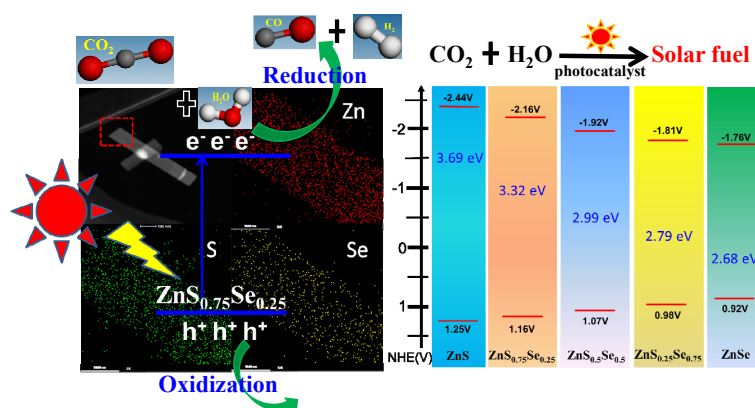 CO₂
CO
+
H₂
Reduction
H₂O
Zn
e⁻ e⁻ e⁻
S
Se
ZnS₀.₇₅Se₀.₂₅
h⁺ h⁺ h⁺
Oxidization
CO₂ + H₂O
photocatalyst
Solar fuel
-2
-1
0
1
NHE(V)
-2.44V
3.69 eV
1.25V
ZnS
-2.16V
3.32 eV
1.16V
ZnS₀.₇₅Se₀.₂₅
-1.92V
2.99 eV
1.07V
ZnS₀.₅Se₀.₅
-1.81V
2.79 eV
0.98V
ZnS₀.₂₅Se₀.₇₅
-1.76V
2.68 eV
0.92V
ZnSe